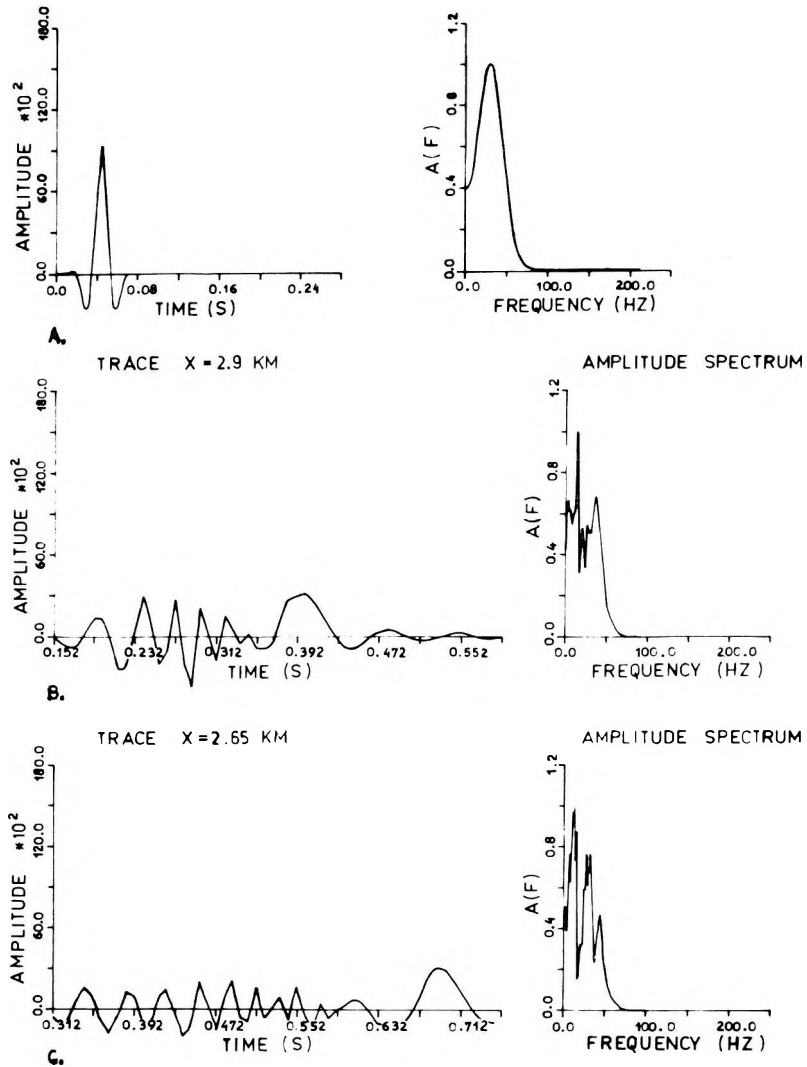 180.0
120.0
60.0
0.0
AMPLITUDE *10²
0.0 0.08 0.16 0.24
TIME (S)
1.2
0.8
0.4
0.0
A(F)
0.0 100.0 200.0
FREQUENCY (HZ)
A.
TRACE X = 2.9 KM
AMPLITUDE SPECTRUM
180.0
120.0
60.0
0.0
AMPLITUDE *10²
0.152 0.232 0.312 0.392 0.472 0.552
TIME (S)
1.2
0.8
0.4
0.0
A(F)
0.0 100.0 200.0
FREQUENCY (HZ)
B.
TRACE X = 2.65 KM
AMPLITUDE SPECTRUM
180.0
120.0
60.0
0.0
AMPLITUDE *10²
0.312 0.392 0.472 0.552 0.632 0.712
TIME (S)
1.2
0.8
0.4
0.0
A(F)
0.0 100.0 200.0
FREQUENCY (HZ)
C.